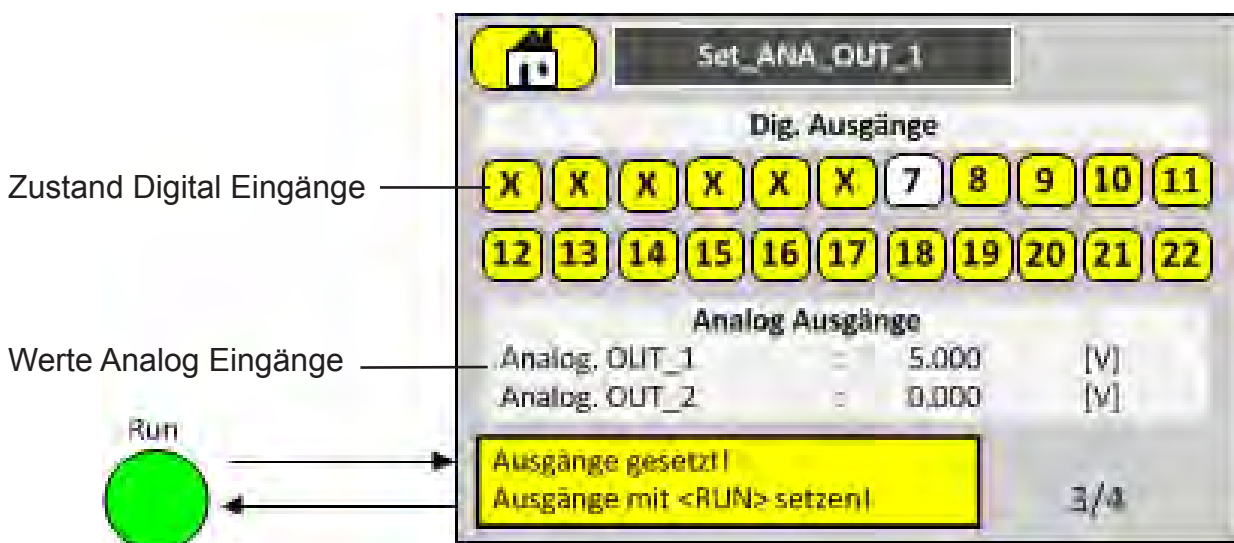 Set_ANA_OUT_1
Dig. Ausgänge
Zustand Digital Eingänge
X X X X X X 7 8 9 10 11
12 13 14 15 16 17 18 19 20 21 22
Analog Ausgänge
Werte Analog Eingänge
Analog. OUT_1 : 5.000 [V]
Analog. OUT_2 : 0.000 [V]
Run
Ausgänge gesetzt!
Ausgänge mit <RUN> setzen!
3/4